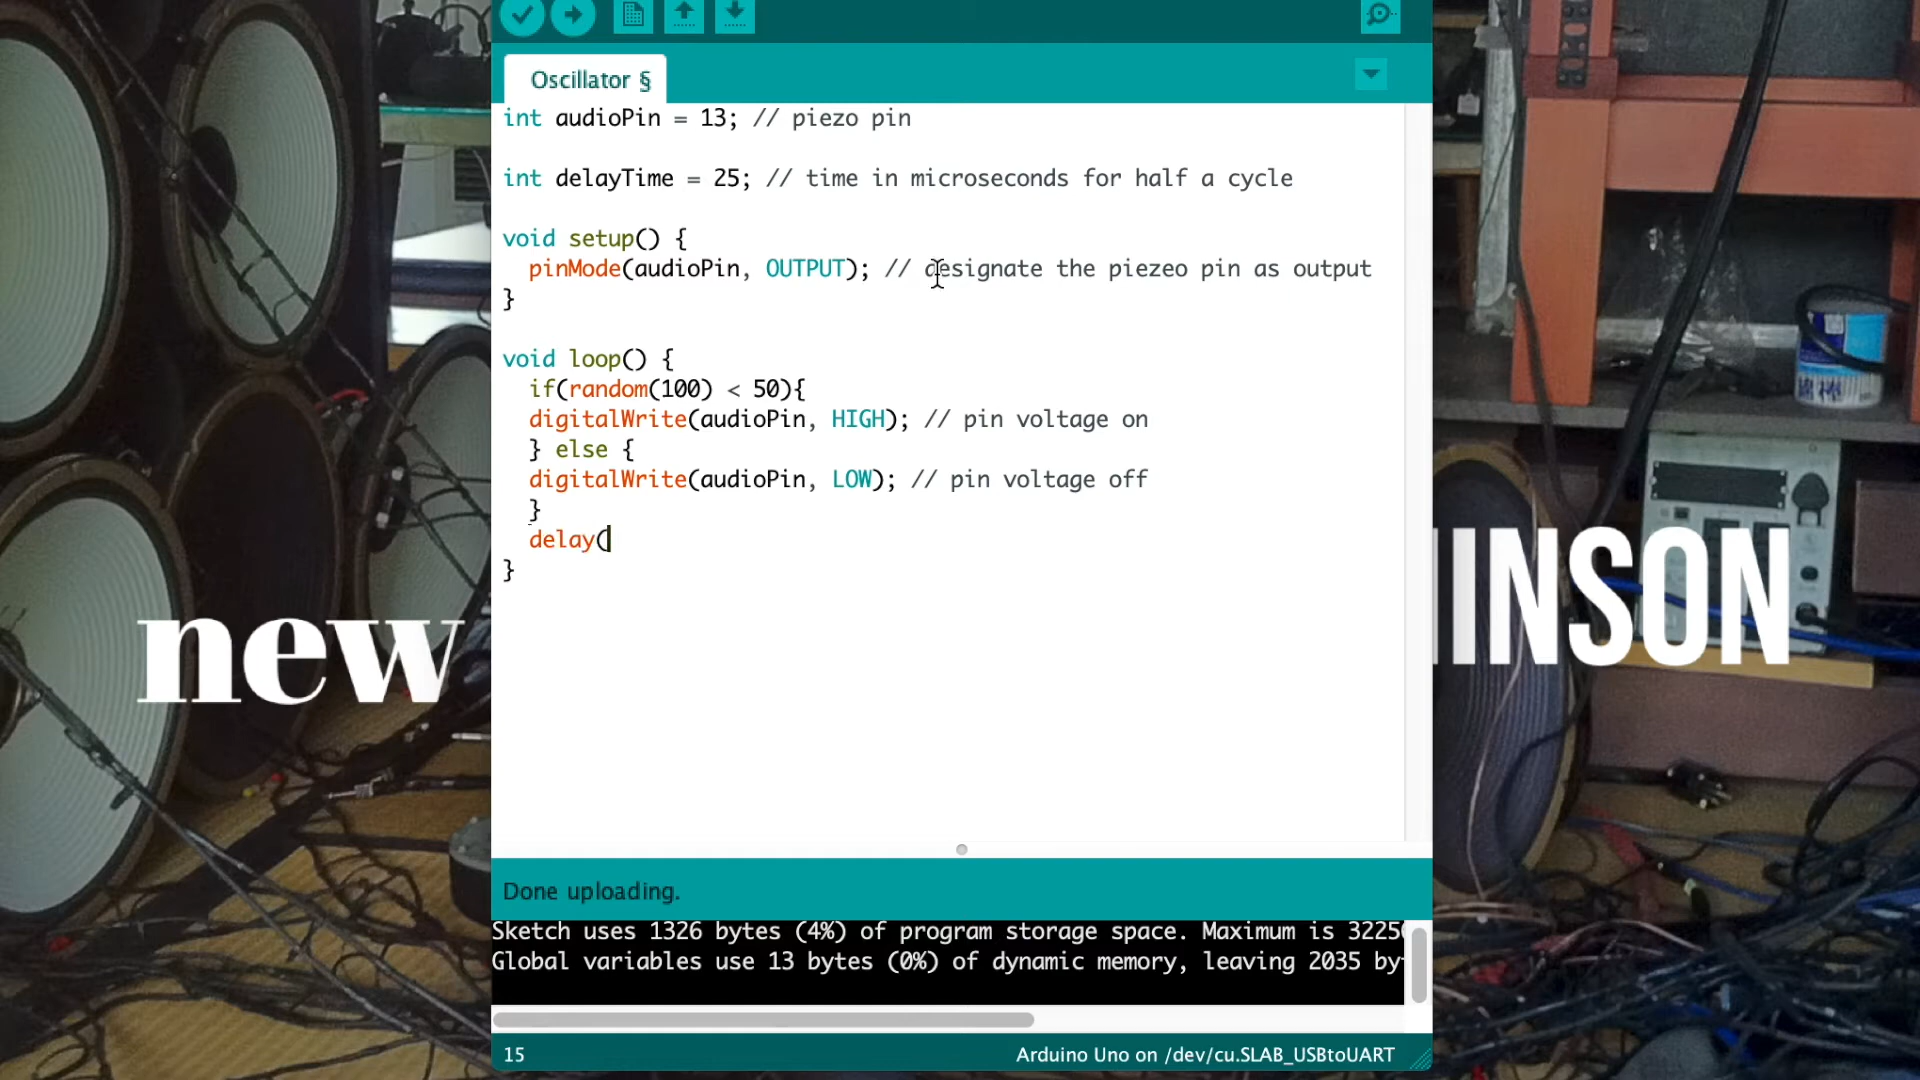 Oscillator §
int audioPin = 13; // piezo pin
int delayTime = 25; // time in microseconds for half a cycle
void setup() {
pinMode(audioPin, OUTPUT); // designate the piezeo pin as output
}
void loop() {
if(random(100) < 50){
digitalWrite(audioPin, HIGH); // pin voltage on
} else {
digitalWrite(audioPin, LOW); // pin voltage off
}
delay(
}
new
INSON
Done uploading.
Sketch uses 1326 bytes (4%) of program storage space. Maximum is 3225
Global variables use 13 bytes (0%) of dynamic memory, leaving 2035 by
15
Arduino Uno on /dev/cu.SLAB_USBtoUART